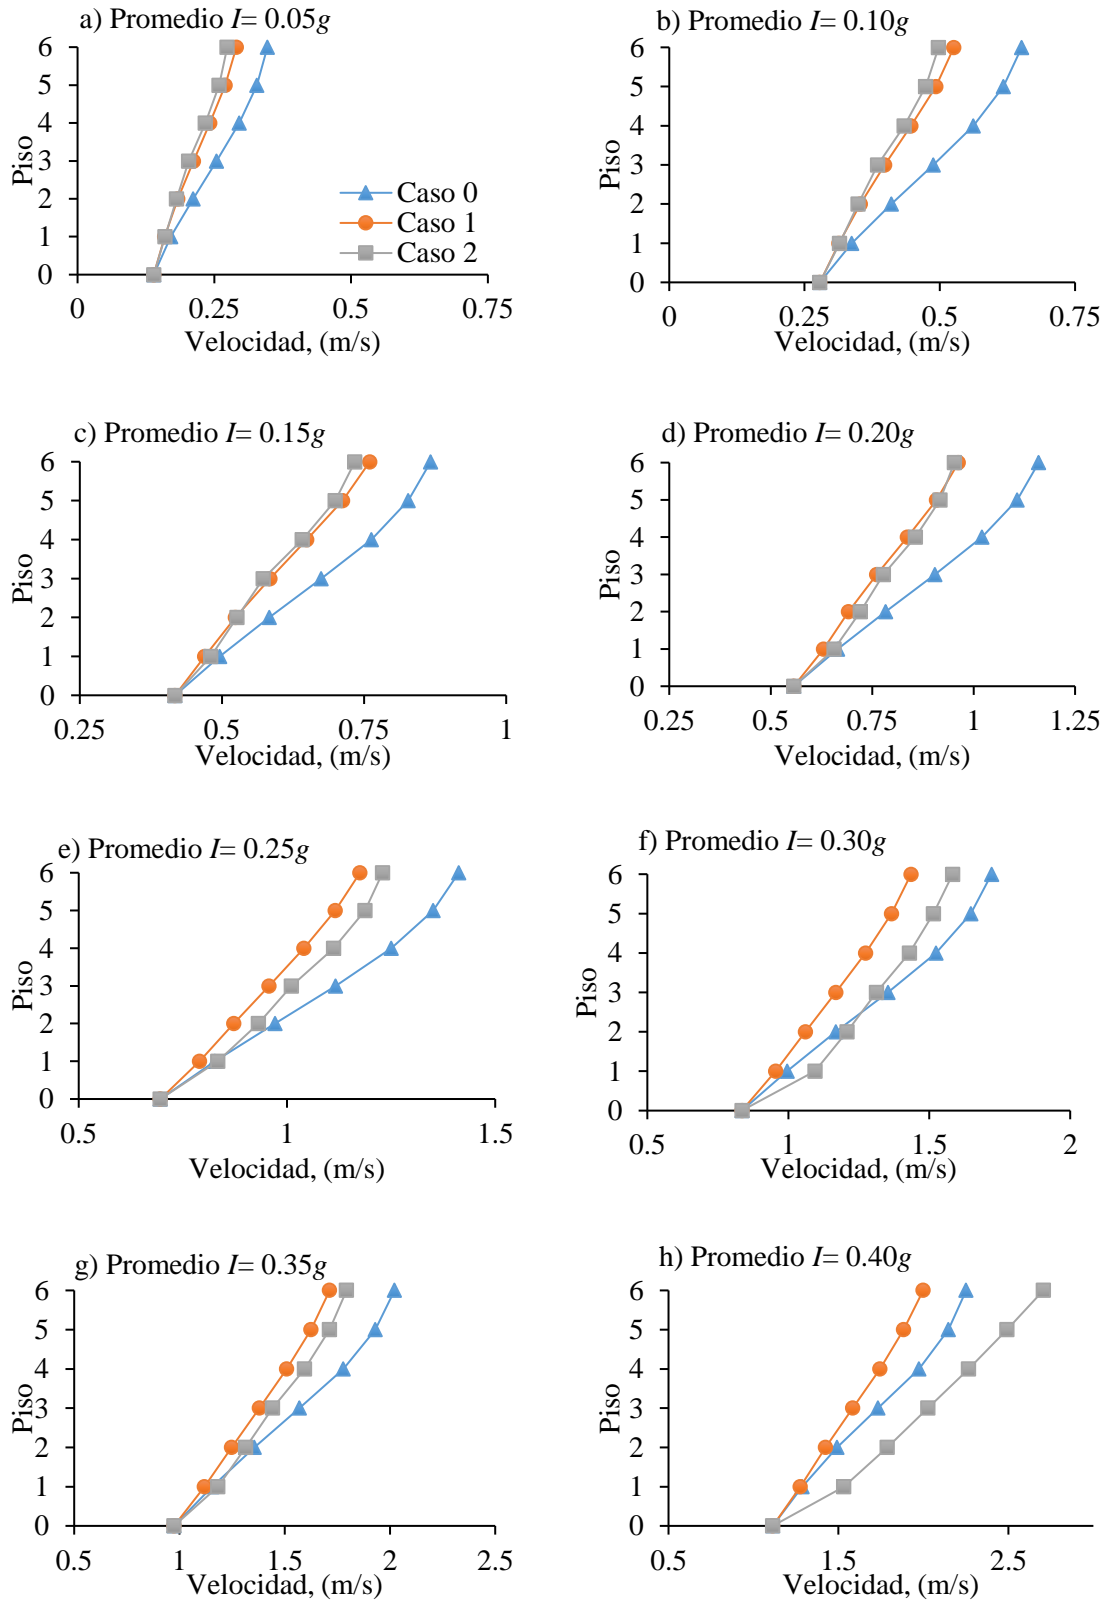 a) Promedio I= 0.05g
6
5
4
3
2
1
0
Piso
Caso 0
Caso 1
Caso 2
0 0.25 0.5 0.75
Velocidad, (m/s)
b) Promedio I= 0.10g
6
5
4
3
2
1
0
Piso
0 0.25 0.5 0.75
Velocidad, (m/s)
c) Promedio I= 0.15g
6
5
4
3
2
1
0
Piso
0.25 0.5 0.75 1
Velocidad, (m/s)
d) Promedio I= 0.20g
6
5
4
3
2
1
0
Piso
0.25 0.5 0.75 1 1.25
Velocidad, (m/s)
e) Promedio I= 0.25g
6
5
4
3
2
1
0
Piso
0.5 1 1.5
Velocidad, (m/s)
f) Promedio I= 0.30g
6
5
4
3
2
1
0
Piso
0.5 1 1.5 2
Velocidad, (m/s)
g) Promedio I= 0.35g
6
5
4
3
2
1
0
Piso
0.5 1 1.5 2 2.5
Velocidad, (m/s)
h) Promedio I= 0.40g
6
5
4
3
2
1
0
Piso
0.5 1.5 2.5
Velocidad, (m/s)